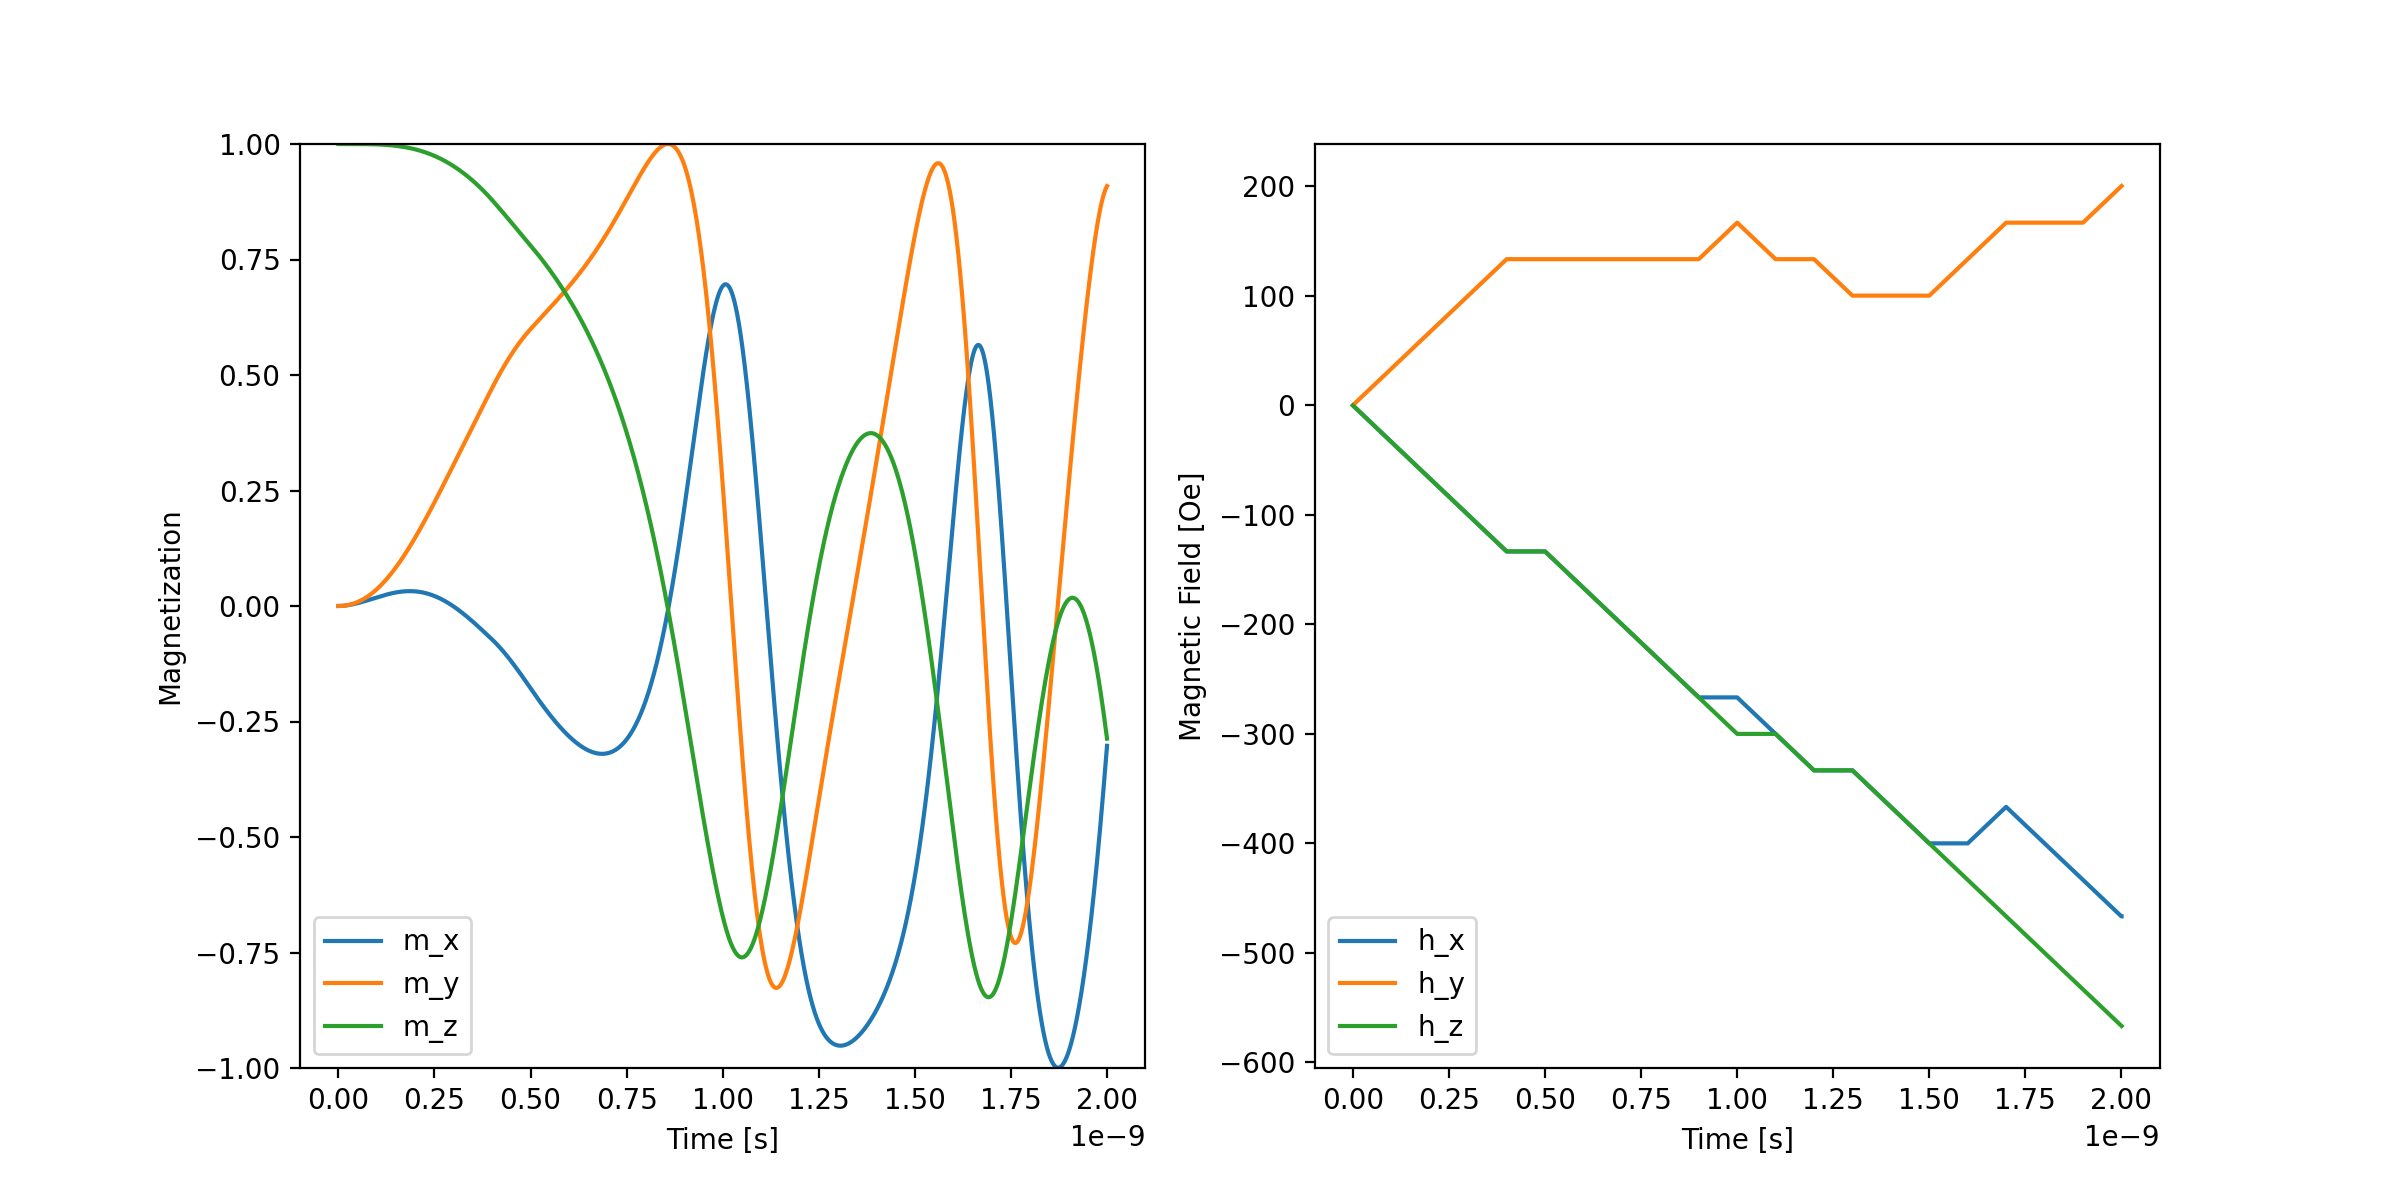 1.00
0.75
0.50
0.25
0.00
−0.25
−0.50
−0.75
−1.00
Magnetization
0.00 0.25 0.50 0.75 1.00 1.25 1.50 1.75 2.00
Time [s]
1e−9
m_x
m_y
m_z
200
100
0
−100
−200
−300
−400
−500
−600
Magnetic Field [Oe]
0.00 0.25 0.50 0.75 1.00 1.25 1.50 1.75 2.00
Time [s]
1e−9
h_x
h_y
h_z